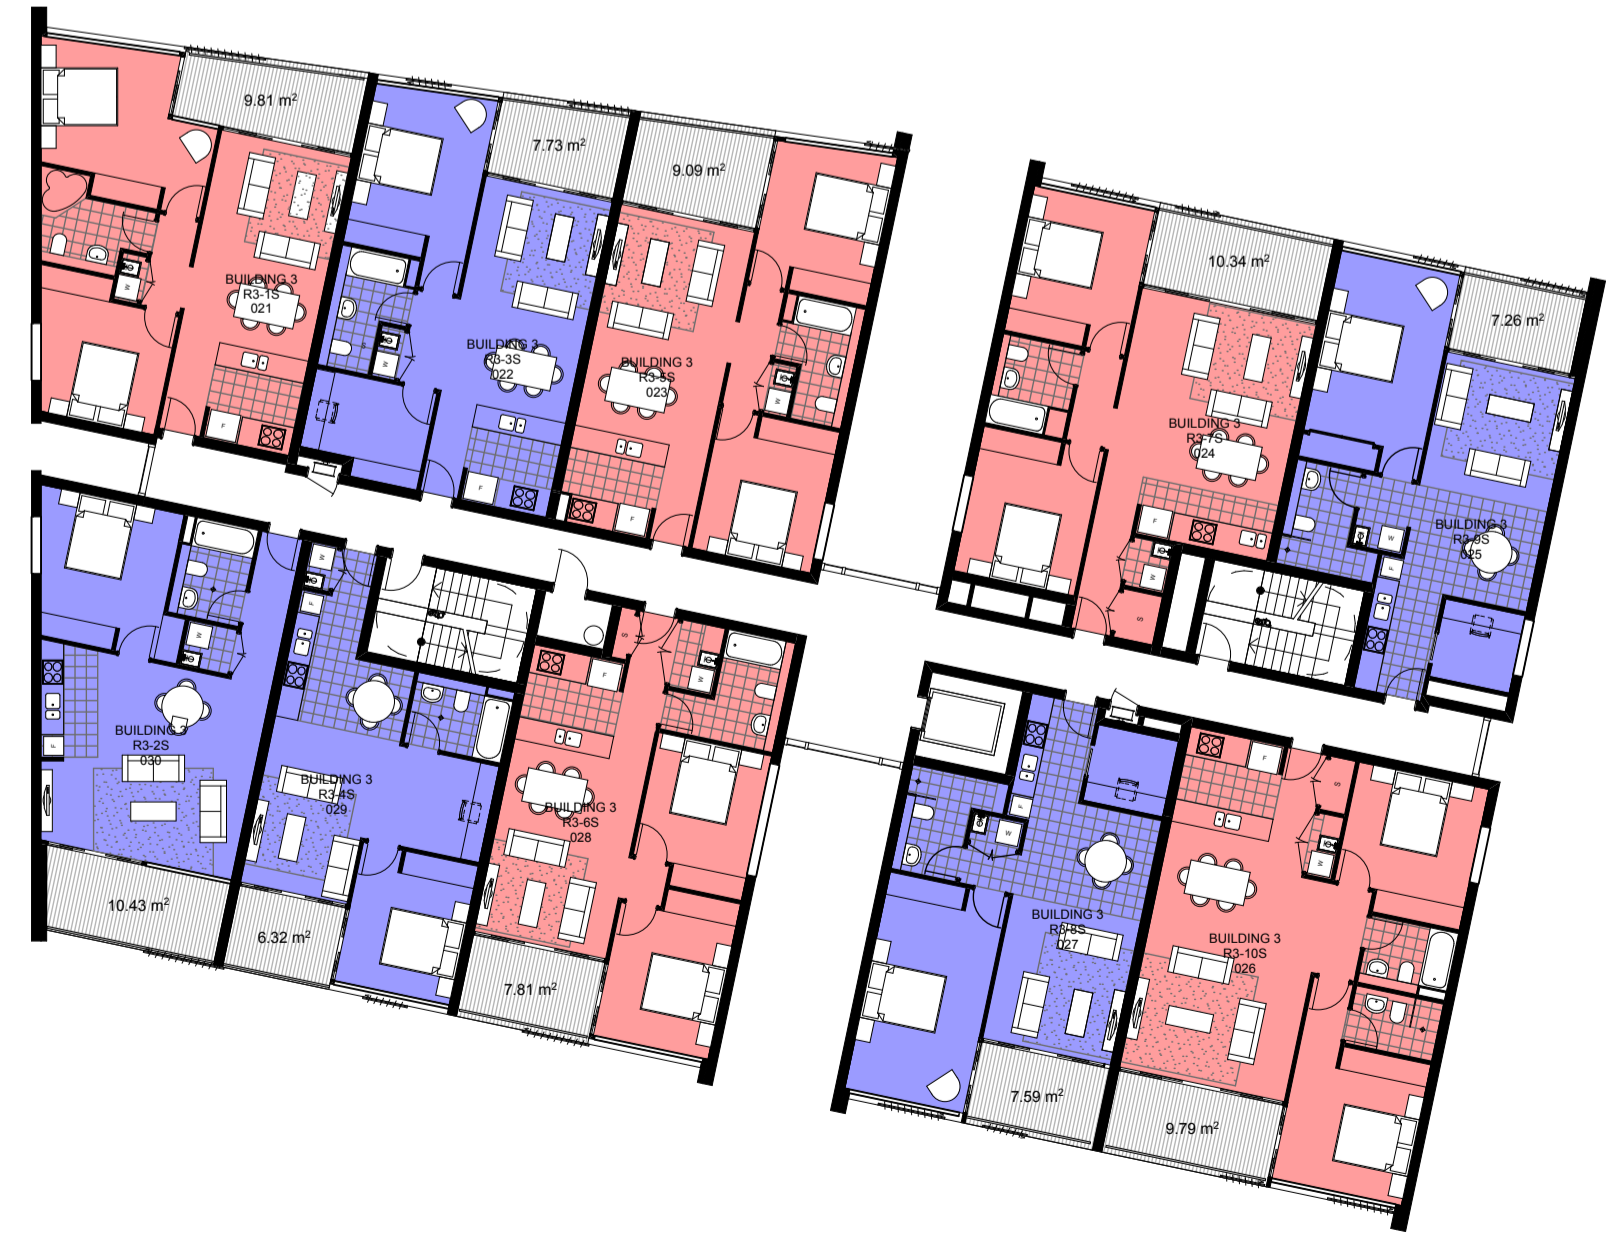 9.81 m²
7.73 m²
9.09 m²
10.34 m²
7.26 m²
BUILDING 3
R3-1S
021
BUILDING 3
R3-3S
022
BUILDING 3
R3-5S
023
BUILDING 3
R3-7S
024
BUILDING 3
R3-9S
025
BUILDING 3
R3-2S
030
BUILDING 3
R3-4S
029
BUILDING 3
R3-6S
028
BUILDING 3
R3-8S
027
BUILDING 3
R3-10S
026
10.43 m²
6.32 m²
7.81 m²
7.59 m²
9.79 m²
W
W
W
W
W
W
W
W
W
W
F
F
F
F
F
F
F
F
F
F
S
S
S
S